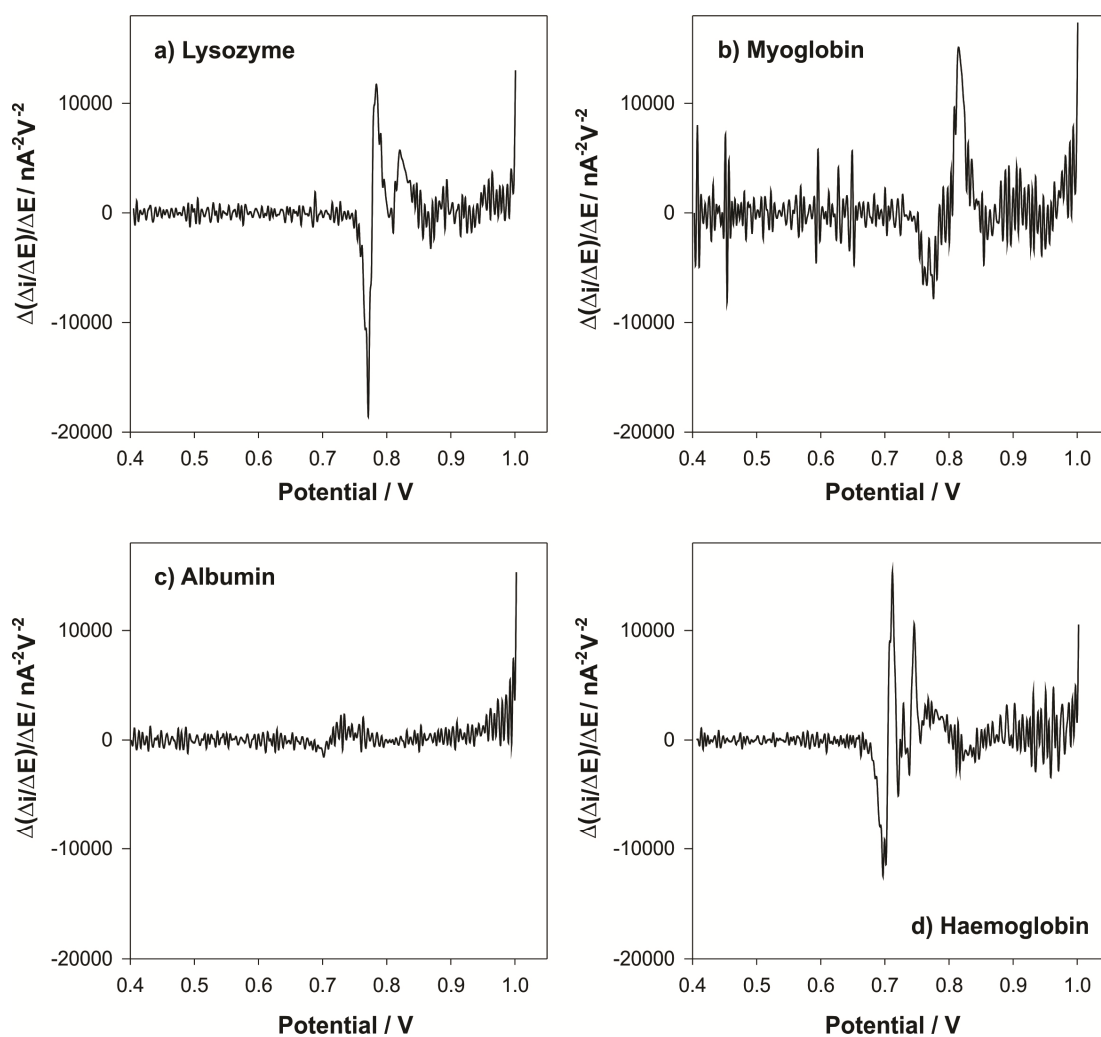 a) Lysozyme
Δ(Δi/ΔE)/ΔE / nA⁻²V⁻²
10000
0
-10000
-20000
0.4 0.5 0.6 0.7 0.8 0.9 1.0
Potential / V
b) Myoglobin
Δ(Δi/ΔE)/ΔE / nA⁻²V⁻²
10000
0
-10000
-20000
0.4 0.5 0.6 0.7 0.8 0.9 1.0
Potential / V
c) Albumin
Δ(Δi/ΔE)/ΔE / nA⁻²V⁻²
10000
0
-10000
-20000
0.4 0.5 0.6 0.7 0.8 0.9 1.0
Potential / V
d) Haemoglobin
Δ(Δi/ΔE)/ΔE / nA⁻²V⁻²
10000
0
-10000
-20000
0.4 0.5 0.6 0.7 0.8 0.9 1.0
Potential / V